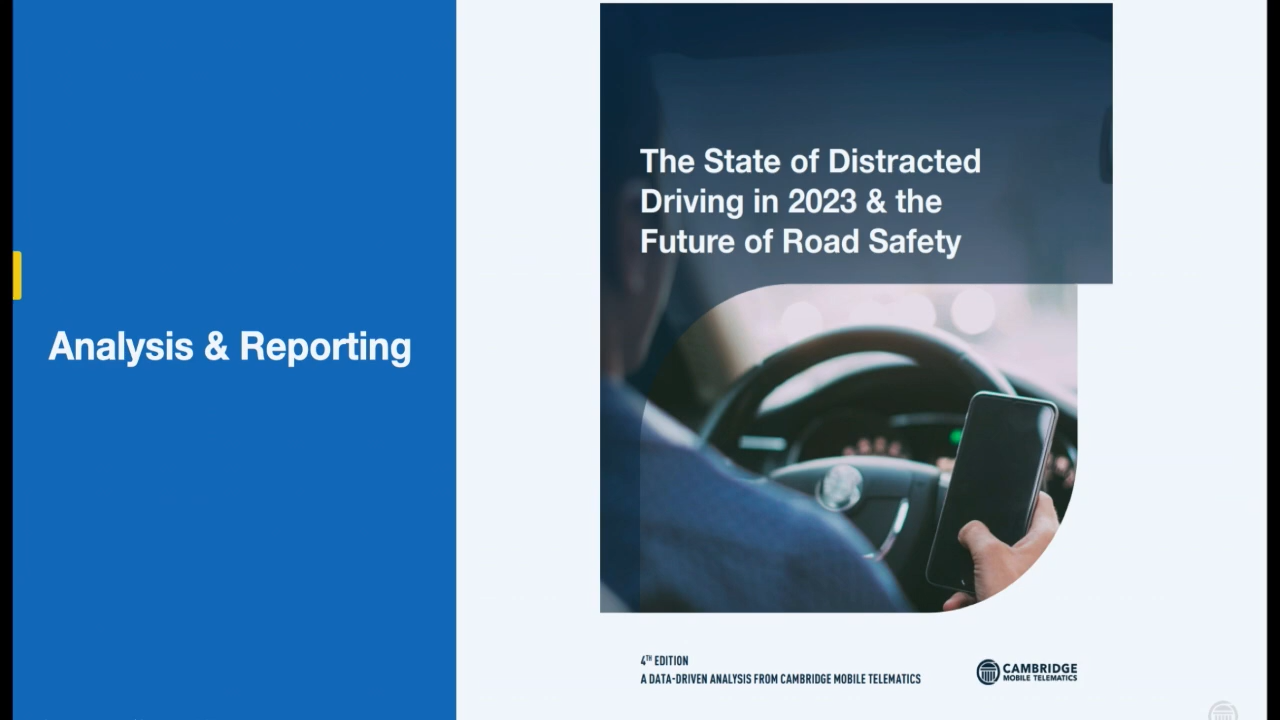 Analysis & Reporting
The State of Distracted
Driving in 2023 & the
Future of Road Safety
4TH EDITION
A DATA-DRIVEN ANALYSIS FROM CAMBRIDGE MOBILE TELEMATICS
CAMBRIDGE
MOBILE TELEMATICS